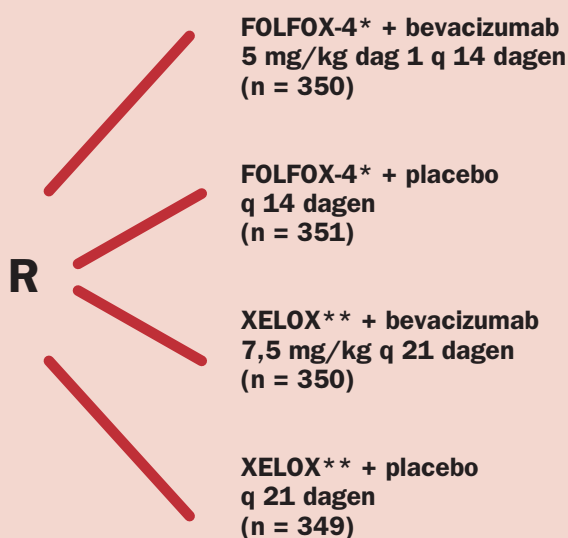 FOLFOX-4* + bevacizumab
5 mg/kg dag 1 q 14 dagen
(n = 350)
FOLFOX-4* + placebo
q 14 dagen
(n = 351)
R
XELOX** + bevacizumab
7,5 mg/kg q 21 dagen
(n = 350)
XELOX** + placebo
q 21 dagen
(n = 349)